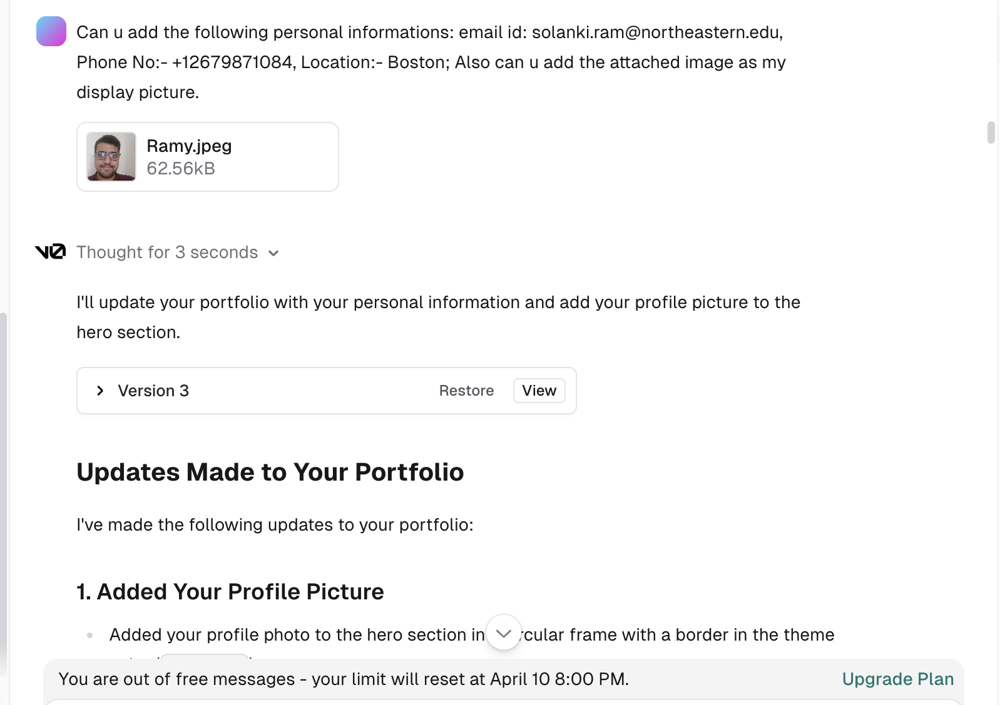 Can u add the following personal informations: email id: solanki.ram@northeastern.edu,
Phone No:- +12679871084, Location:- Boston; Also can u add the attached image as my
display picture.
Ramy.jpeg
62.56kB
v0 Thought for 3 seconds
I'll update your portfolio with your personal information and add your profile picture to the
hero section.
Version 3 Restore View
Updates Made to Your Portfolio
I've made the following updates to your portfolio:
1. Added Your Profile Picture
Added your profile photo to the hero section in frame with a border in the theme
You are out of free messages - your limit will reset at April 10 8:00 PM. Upgrade Plan